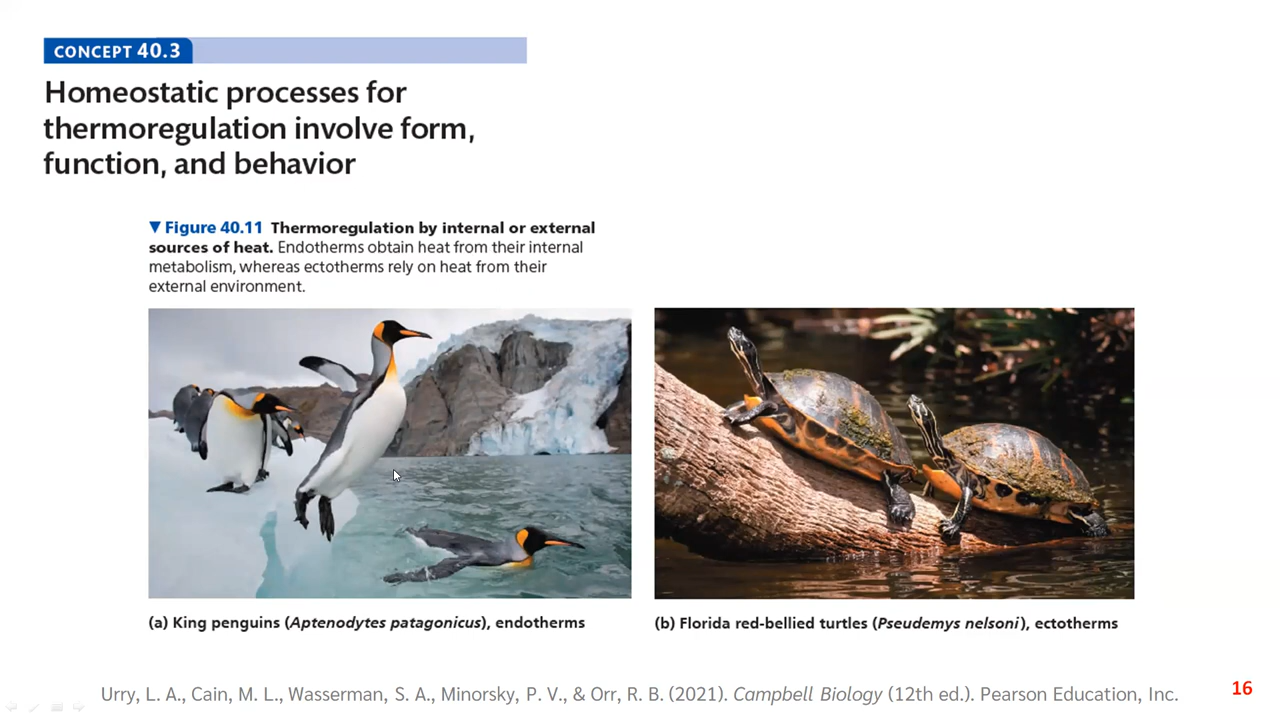 CONCEPT 40.3
Homeostatic processes for
thermoregulation involve form,
function, and behavior
▼ Figure 40.11 Thermoregulation by internal or external
sources of heat. Endotherms obtain heat from their internal
metabolism, whereas ectotherms rely on heat from their
external environment.
(a) King penguins (Aptenodytes patagonicus), endotherms
(b) Florida red-bellied turtles (Pseudemys nelsoni), ectotherms
Urry, L. A., Cain, M. L., Wasserman, S. A., Minorsky, P. V., & Orr, R. B. (2021). Campbell Biology (12th ed.). Pearson Education, Inc.
16